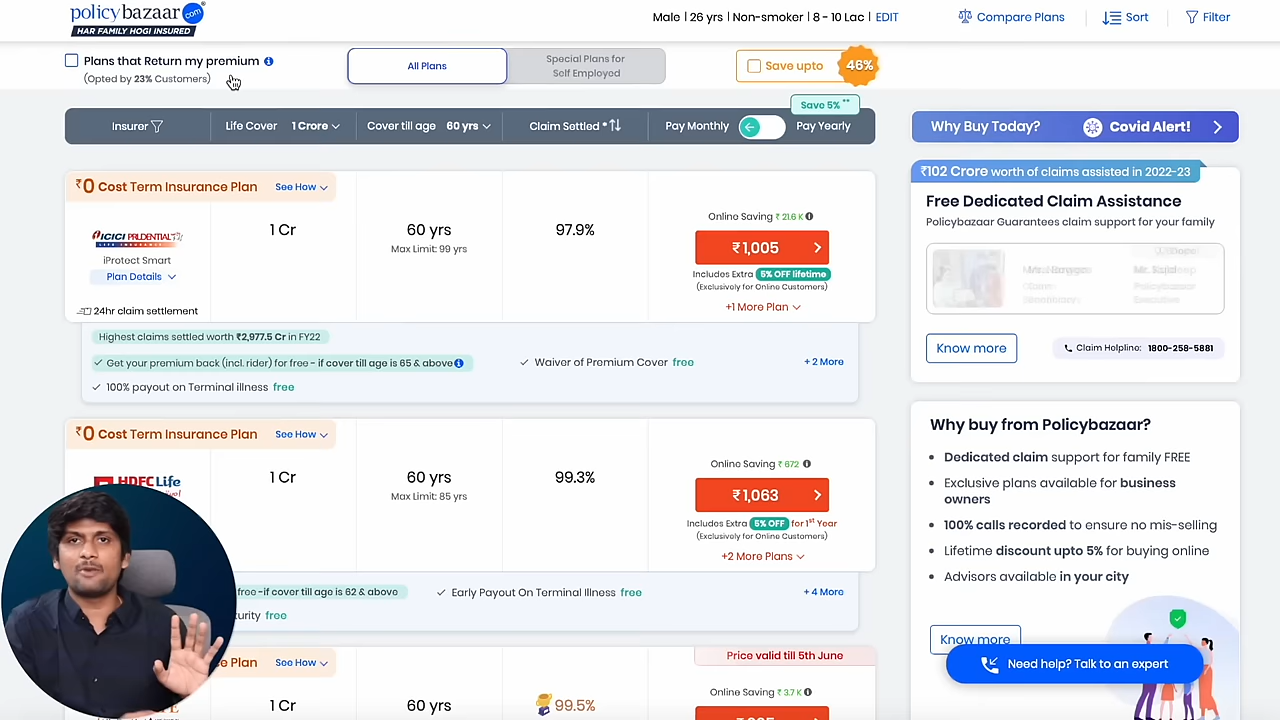 policybazaar.com
HAR FAMILY HOGI INSURED
Male | 26 yrs | Non-smoker | 8 - 10 Lac | EDIT
Compare Plans
Sort
Filter
Plans that Return my premium
(Opted by 23% Customers)
All Plans
Special Plans for
Self Employed
Save upto 46%
Save 5% **
Insurer
Life Cover 1 Crore
Cover till age 60 yrs
Claim Settled *
Pay Monthly
Pay Yearly
₹0 Cost Term Insurance Plan See How
ICICI PRUDENTIAL
LIFE INSURANCE
iProtect Smart
Plan Details
24hr claim settlement
1 Cr
60 yrs
Max Limit: 99 yrs
97.9%
Online Saving ₹ 21.6 K
₹1,005
Includes Extra 5% OFF lifetime
(Exclusively for Online Customers)
+1 More Plan
Highest claims settled worth ₹2,977.5 Cr in FY22
Get your premium back (incl. rider) for free - if cover till age is 65 & above
Waiver of Premium Cover free
+ 2 More
100% payout on Terminal illness free
₹0 Cost Term Insurance Plan See How
HDFC Life
1 Cr
60 yrs
Max Limit: 85 yrs
99.3%
Online Saving ₹ 672
₹1,063
Includes Extra 5% OFF for 1st Year
(Exclusively for Online Customers)
+2 More Plans
free -if cover till age is 62 & above
Early Payout On Terminal Illness free
+ 4 More
urity free
e Plan See How
Price valid till 5th June
1 Cr
60 yrs
99.5%
Online Saving ₹ 3.7 K
Why Buy Today?
Covid Alert!
₹102 Crore worth of claims assisted in 2022-23
Free Dedicated Claim Assistance
Policybazaar Guarantees claim support for your family
Know more
Claim Helpline: 1800-258-5881
Why buy from Policybazaar?
Dedicated claim support for family FREE
Exclusive plans available for business
owners
100% calls recorded to ensure no mis-selling
Lifetime discount upto 5% for buying online
Advisors available in your city
Know more
Need help? Talk to an expert